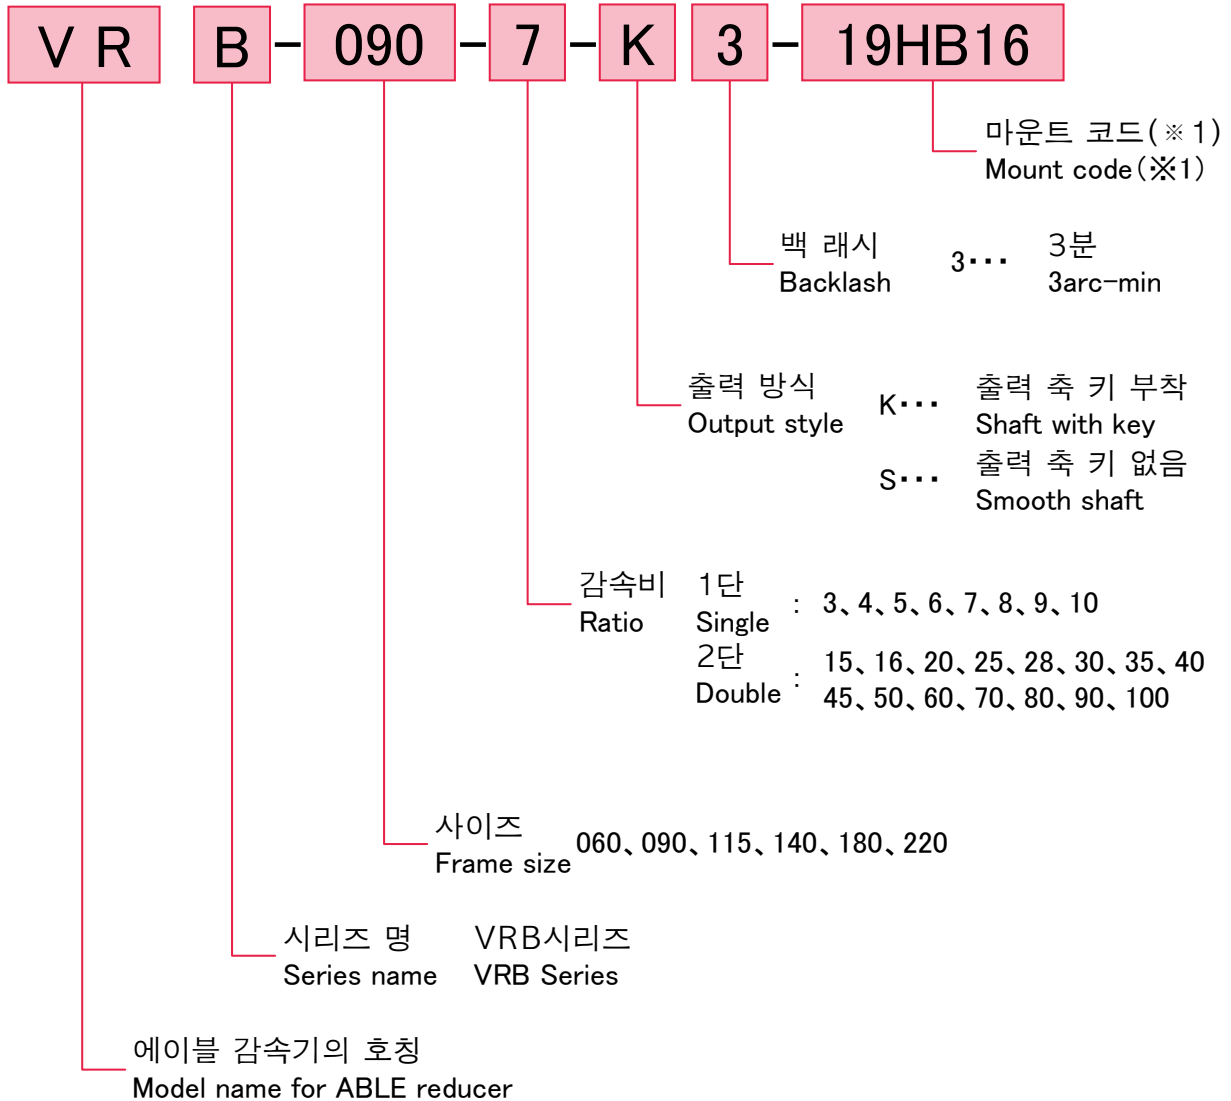 V R B - 090 - 7 - K 3 - 19HB16
마운트 코드(※1)
Mount code(※1)
백 래시 3･･･ 3분
Backlash 3arc-min
출력 방식 K･･･ 출력 축 키 부착
Output style Shaft with key
S･･･ 출력 축 키 없음
Smooth shaft
감속비 1단 : 3、4、5、6、7、8、9、10
Ratio Single
2단 : 15、16、20、25、28、30、35、40
Double 45、50、60、70、80、90、100
사이즈 060、090、115、140、180、220
Frame size
시리즈 명 VRB시리즈
Series name VRB Series
에이블 감속기의 호칭
Model name for ABLE reducer